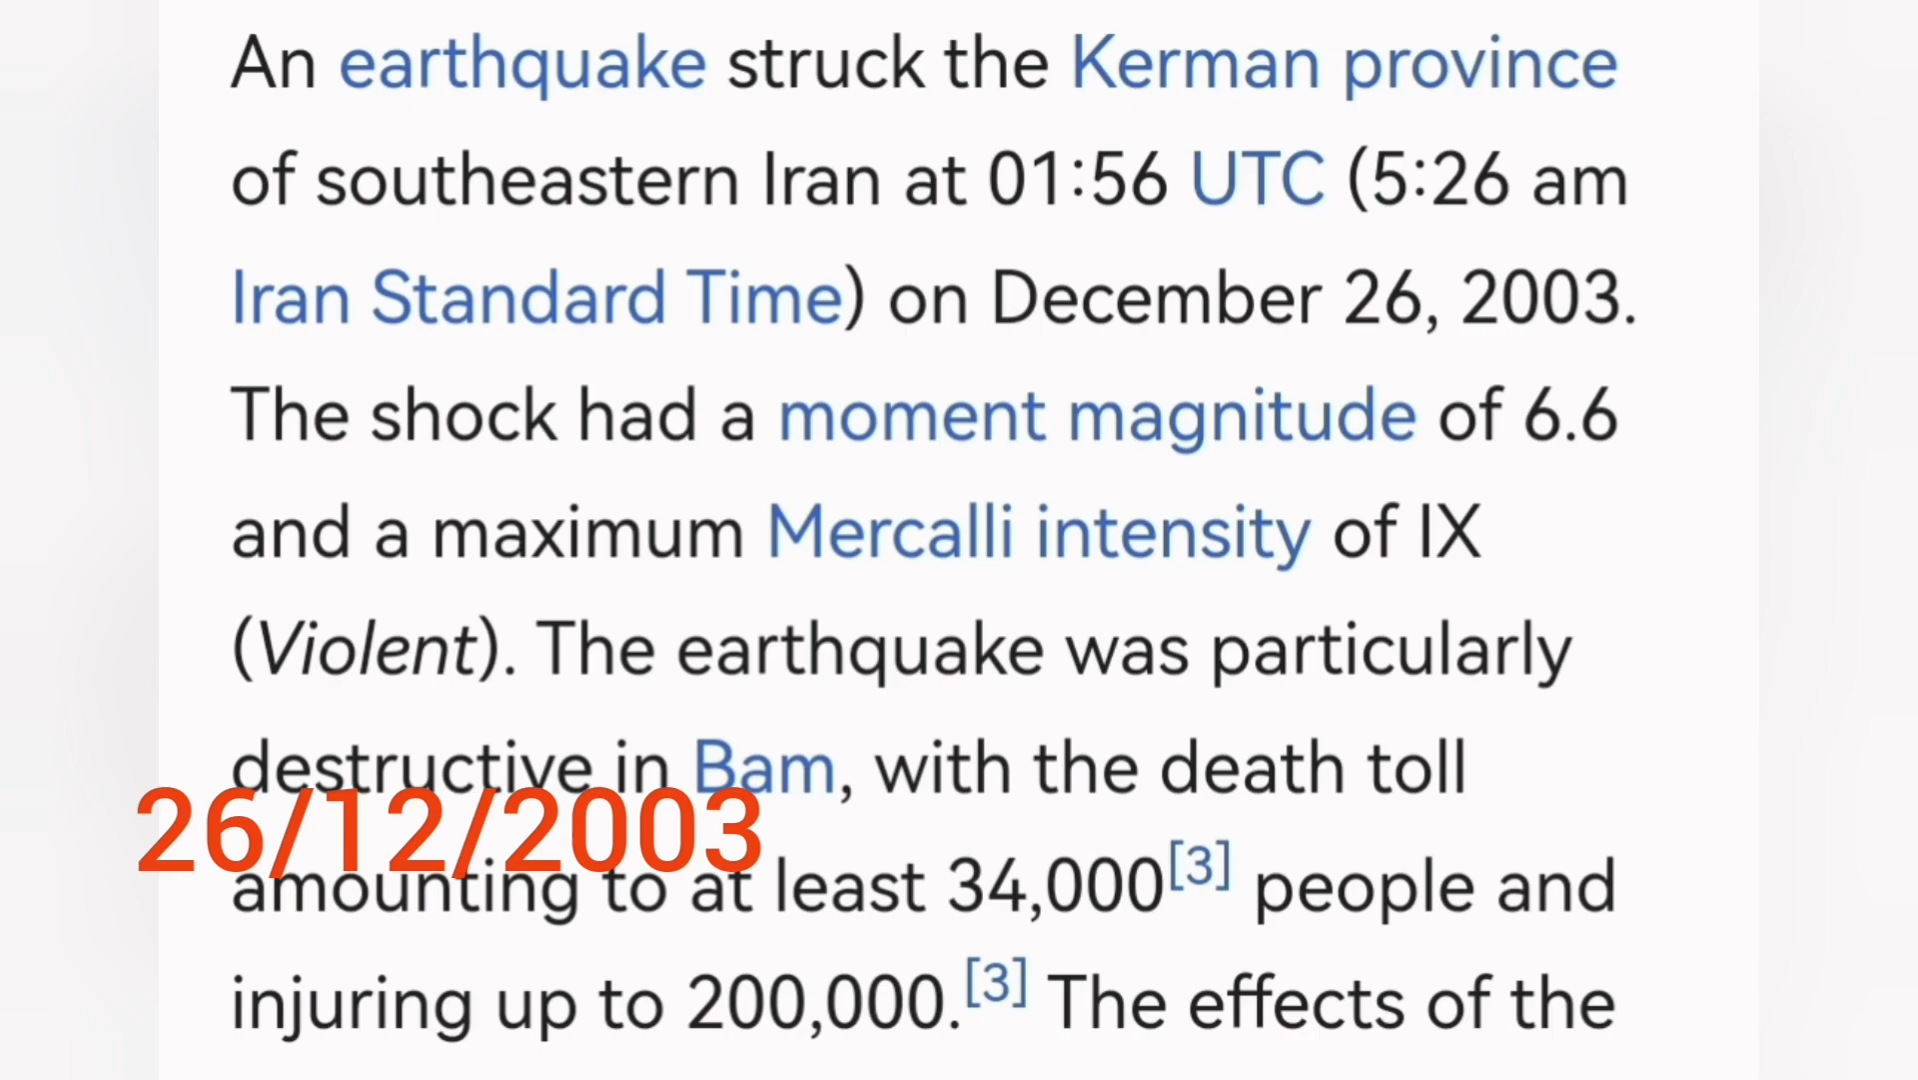 An earthquake struck the Kerman province
of southeastern Iran at 01:56 UTC (5:26 am
Iran Standard Time) on December 26, 2003.
The shock had a moment magnitude of 6.6
and a maximum Mercalli intensity of IX
(Violent). The earthquake was particularly
destructive in Bam, with the death toll
26/12/2003
amounting to at least 34,000[3] people and
injuring up to 200,000.[3] The effects of the